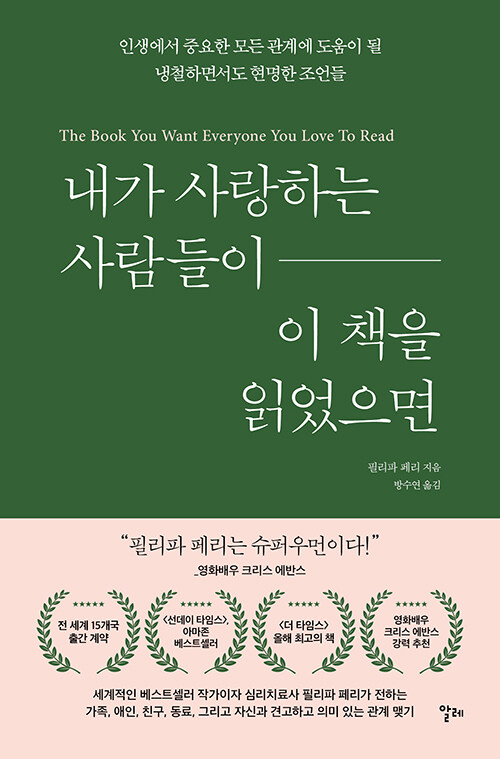 인생에서 중요한 모든 관계에 도움이 될
냉철하면서도 현명한 조언들
The Book You Want Everyone You Love To Read
내가 사랑하는
사람들이
이 책을
읽었으면
필리파 페리 지음
방수연 옮김
“필리파 페리는 슈퍼우먼이다!”
_영화배우 크리스 에반스
★★★★★
전 세계 15개국
출간 계약
★★★★★
〈선데이 타임스〉,
아마존
베스트셀러
★★★★★
〈더 타임스〉
올해 최고의 책
★★★★★
영화배우
크리스 에반스
강력 추천
세계적인 베스트셀러 작가이자 심리치료사 필리파 페리가 전하는
가족, 애인, 친구, 동료, 그리고 자신과 견고하고 의미 있는 관계 맺기
알레